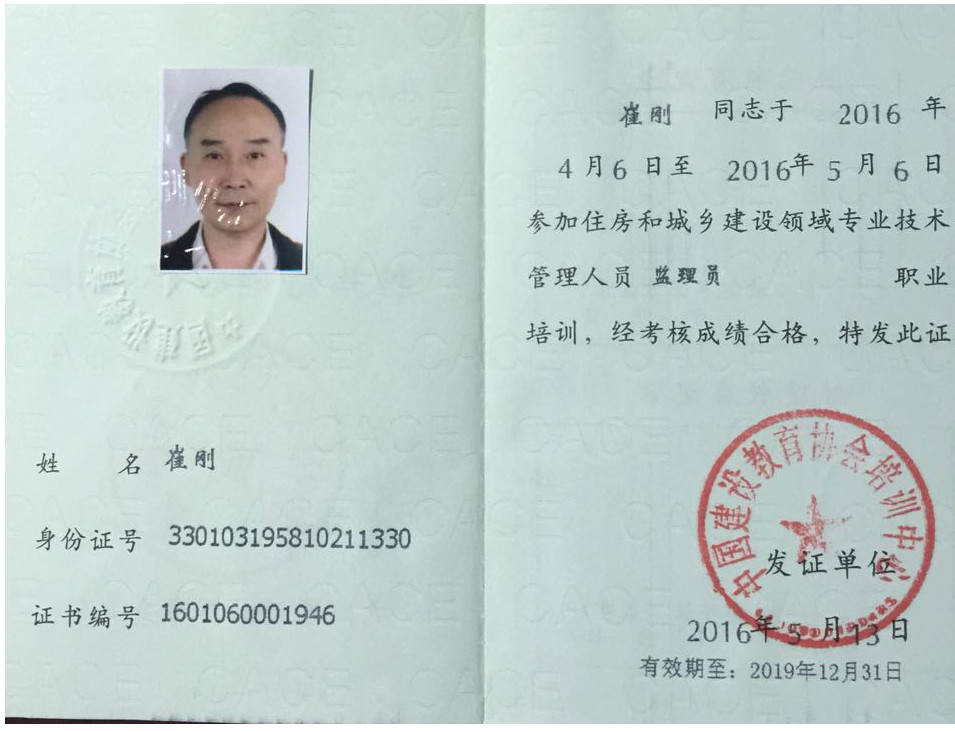 姓 名 崔刚
身份证号 330103195810211330
证书编号 1601060001946
崔刚 同志于 2016 年
4 月 6 日至 2016年 5 月 6 日
参加住房和城乡建设领域专业技术
管理人员 监理员 职业
培训，经考核成绩合格，特发此证
中国建设教育协会培训中心
发证单位
2016年 5 月 13 日
有效期至：2019年12月31日
CACE